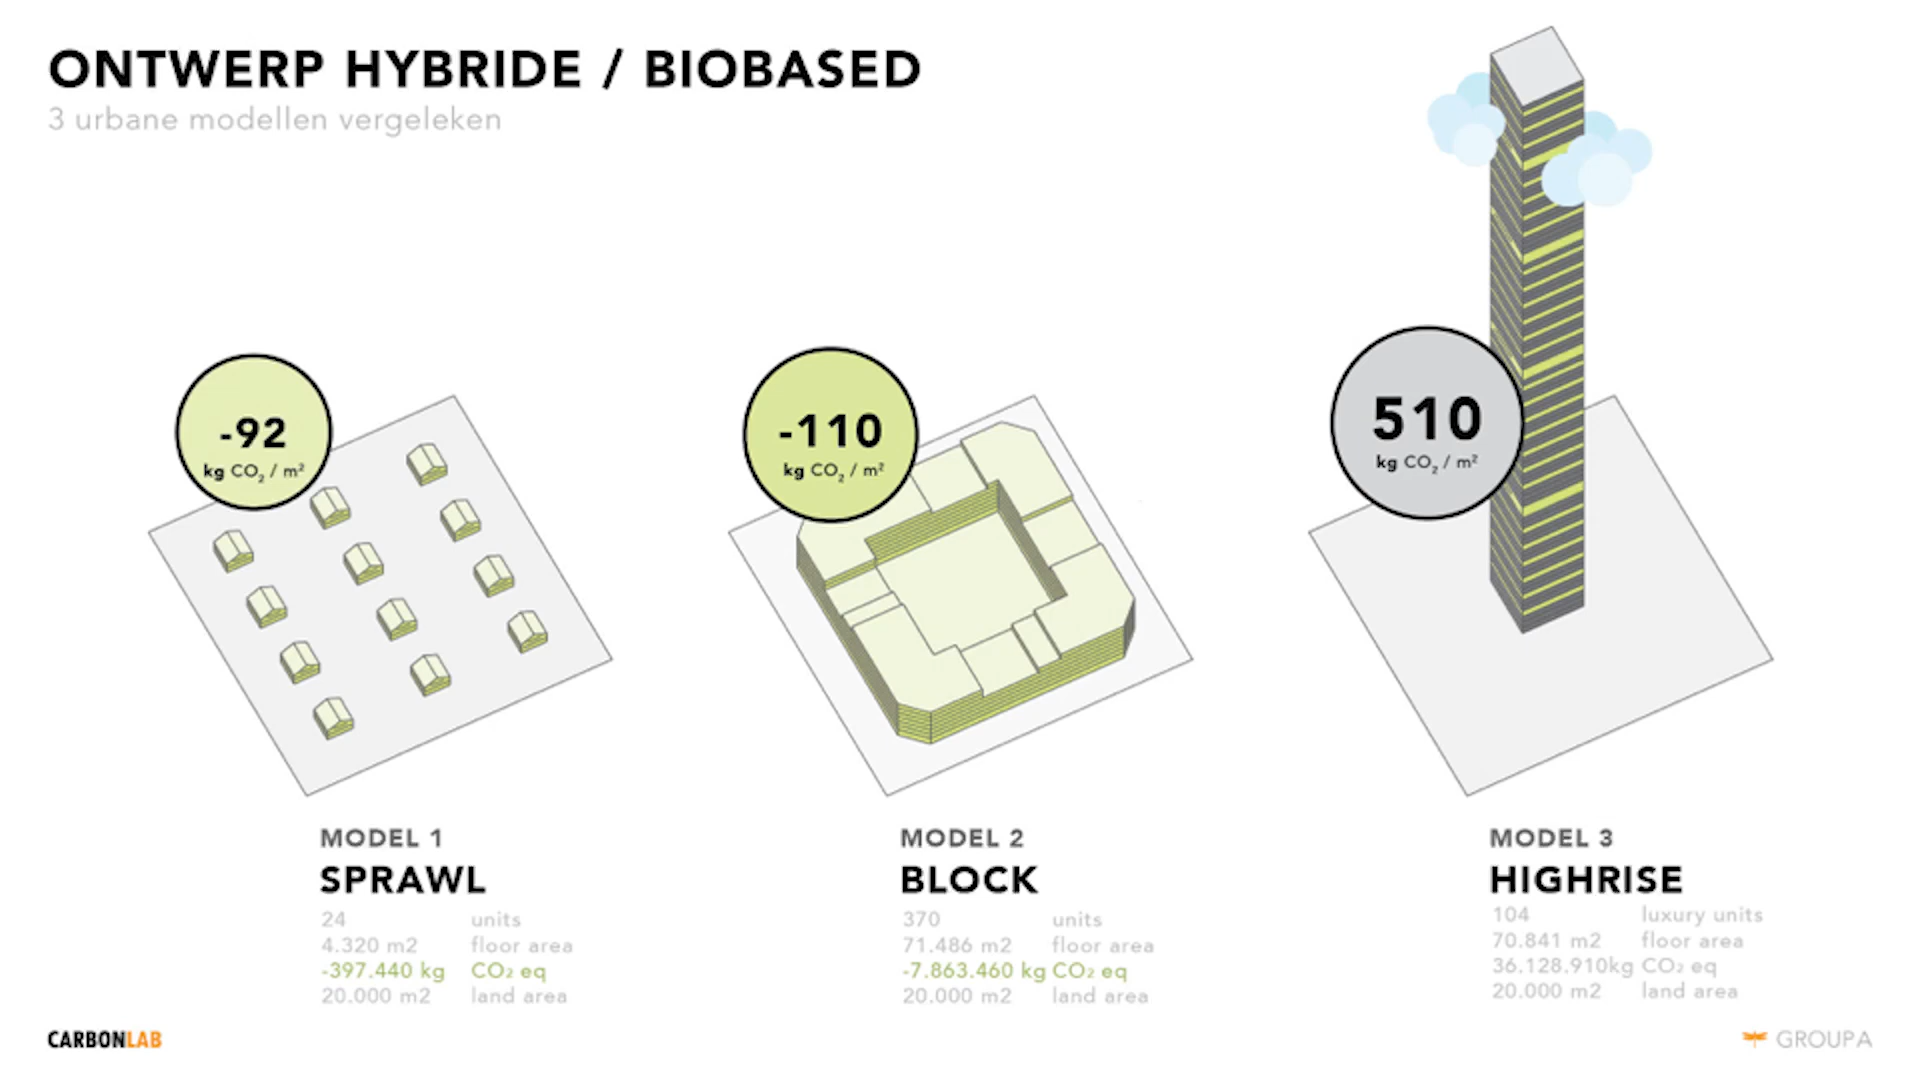 ONTWERP HYBRIDE / BIOBASED
3 urbane modellen vergeleken
-92
kg CO₂ / m²
-110
kg CO₂ / m²
510
kg CO₂ / m²
MODEL 1
SPRAWL
24 units
4.320 m2 floor area
-397.440 kg CO₂ eq
20.000 m2 land area
MODEL 2
BLOCK
370 units
71.486 m2 floor area
-7.863.460 kg CO₂ eq
20.000 m2 land area
MODEL 3
HIGHRISE
104 luxury units
70.841 m2 floor area
36.128.910kg CO₂ eq
20.000 m2 land area
CARBONLAB
GROUPA